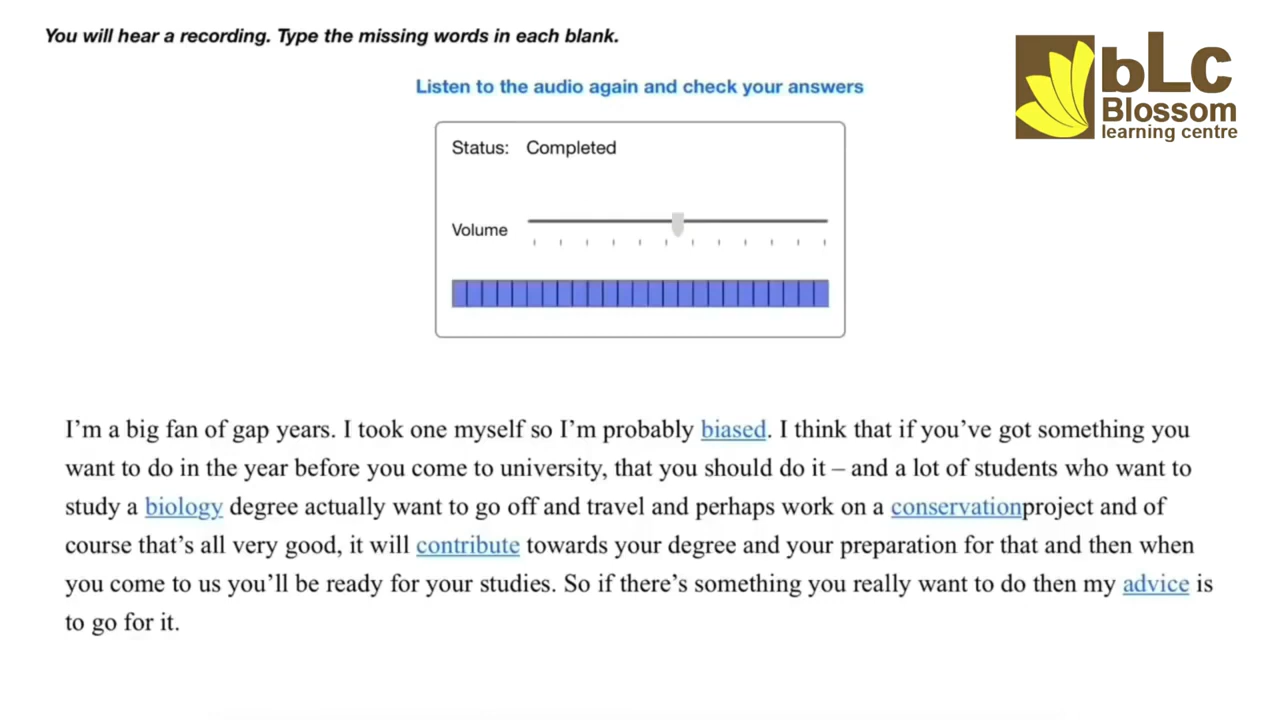 You will hear a recording. Type the missing words in each blank.
Listen to the audio again and check your answers
bLc
Blossom
learning centre
Status: Completed
Volume
I’m a big fan of gap years. I took one myself so I’m probably biased. I think that if you’ve got something you
want to do in the year before you come to university, that you should do it – and a lot of students who want to
study a biology degree actually want to go off and travel and perhaps work on a conservationproject and of
course that’s all very good, it will contribute towards your degree and your preparation for that and then when
you come to us you’ll be ready for your studies. So if there’s something you really want to do then my advice is
to go for it.